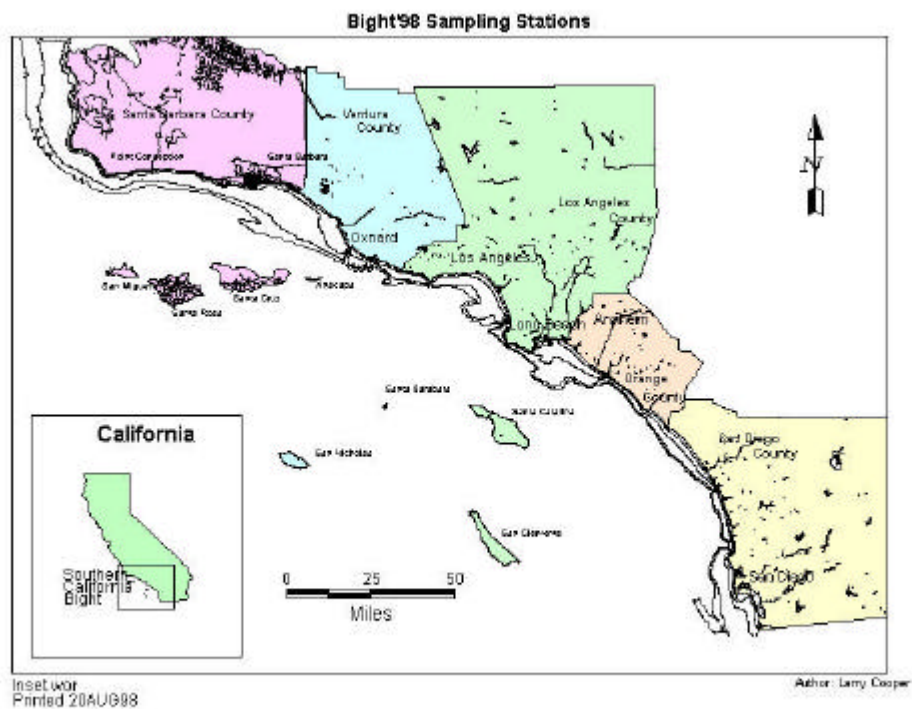 Bight'98 Sampling Stations
Santa Barbara County
Ventura
County
Point Conception
Santa Barbara
N
Los Angeles
County
Oxnard
Los Angeles
San Miguel
Santa Cruz
Anacapa
Santa Rosa
Long Beach
Anaheim
Orange
County
Santa Barbara
Santa Catalina
San Diego
County
San Nicholas
California
San Clemente
Southern
California
Bight
0 25 50
Miles
San Diego
Inset.wor
Printed 20AUG98
Author: Larry Cooper